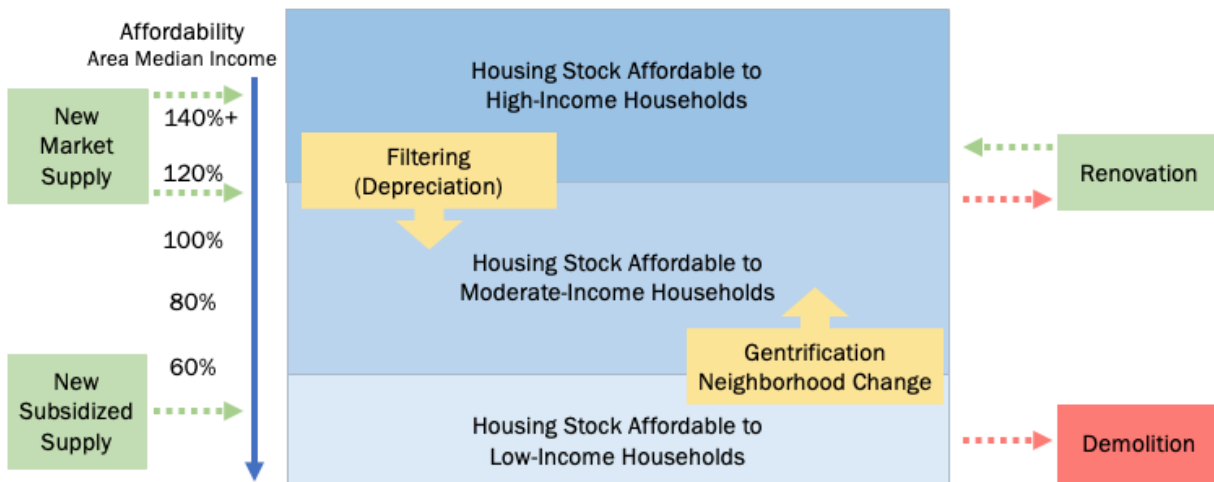 Affordability
Area Median Income
New
Market
Supply
140%+
120%
100%
80%
60%
New
Subsidized
Supply
Housing Stock Affordable to
High-Income Households
Filtering
(Depreciation)
Housing Stock Affordable to
Moderate-Income Households
Gentrification
Neighborhood Change
Housing Stock Affordable to
Low-Income Households
Renovation
Demolition